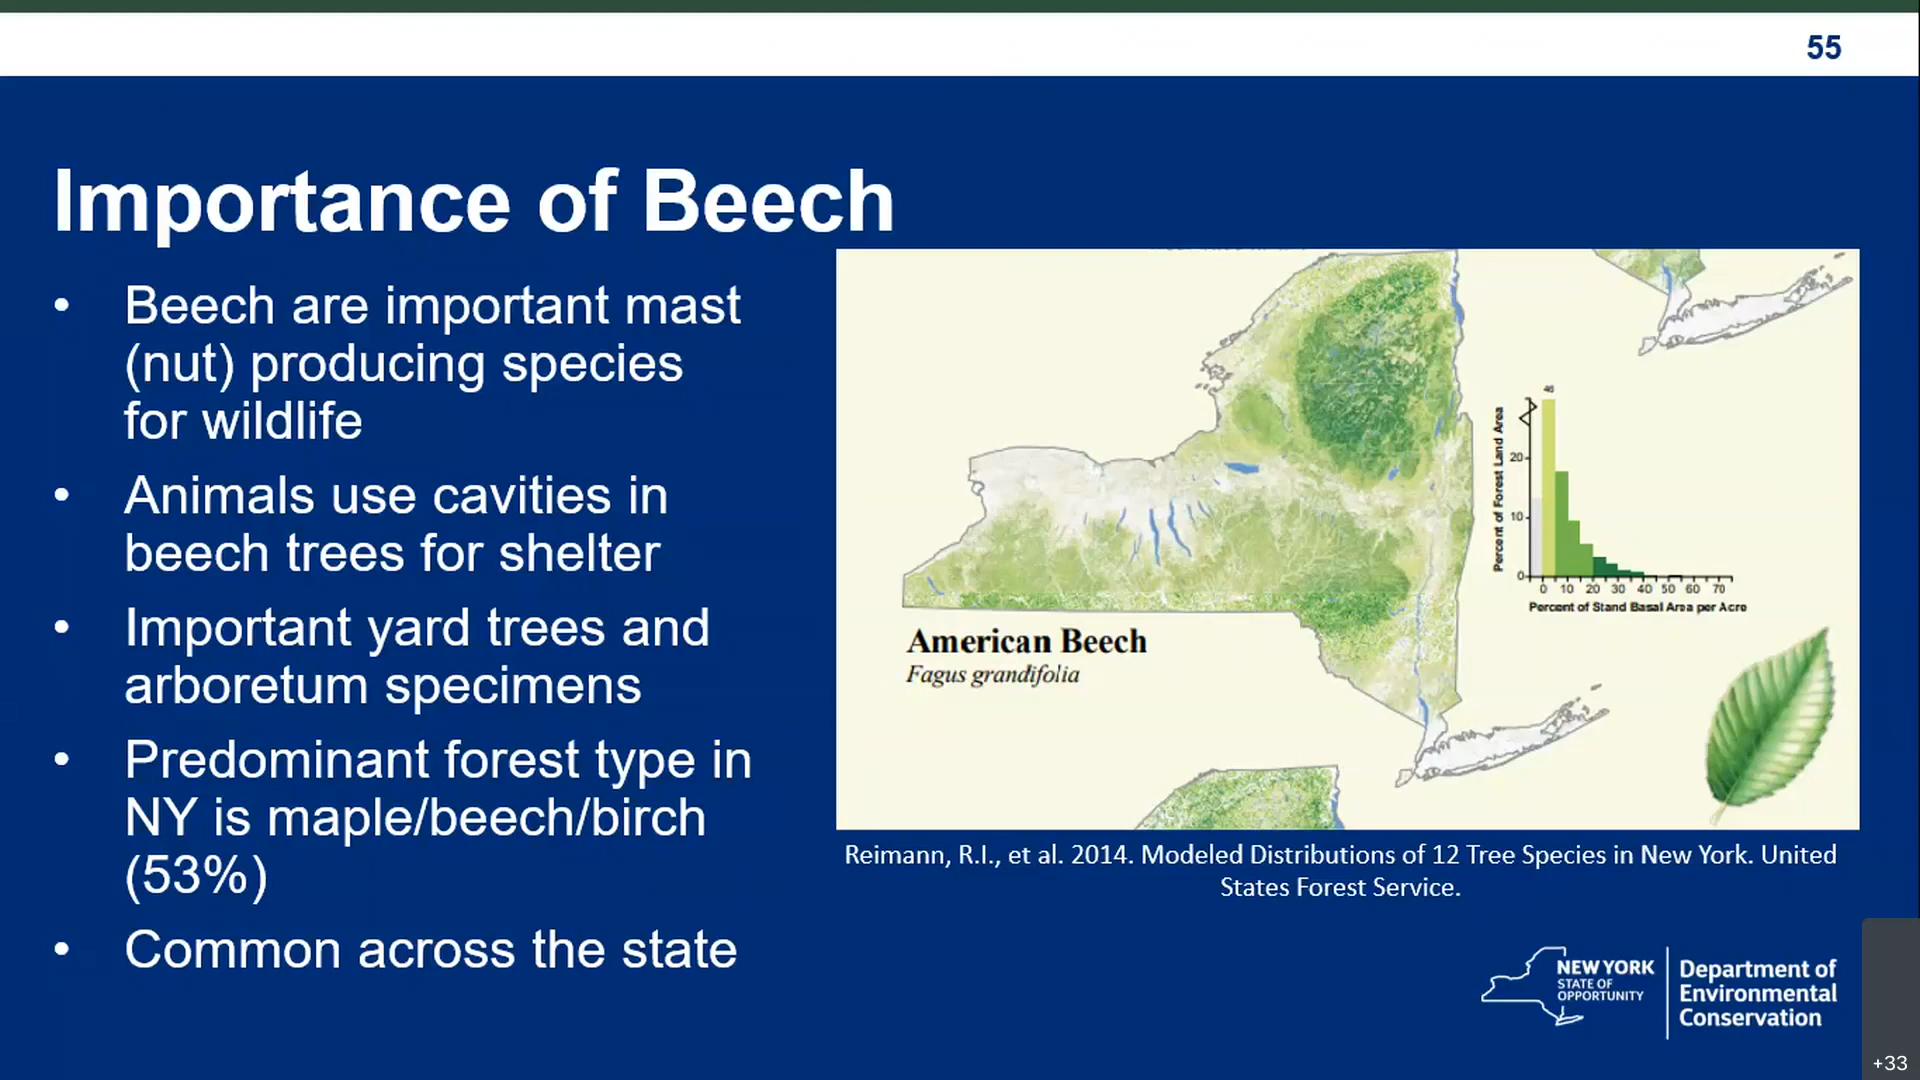 55
Importance of Beech
• Beech are important mast
(nut) producing species
for wildlife
• Animals use cavities in
beech trees for shelter
• Important yard trees and
arboretum specimens
• Predominant forest type in
NY is maple/beech/birch
(53%)
• Common across the state
46
Percent of Forest Land Area
20
10
0
0 10 20 30 40 50 60 70
Percent of Stand Basal Area per Acre
American Beech
Fagus grandifolia
Reimann, R.I., et al. 2014. Modeled Distributions of 12 Tree Species in New York. United
States Forest Service.
NEW YORK
STATE OF
OPPORTUNITY
Department of
Environmental
Conservation
+33